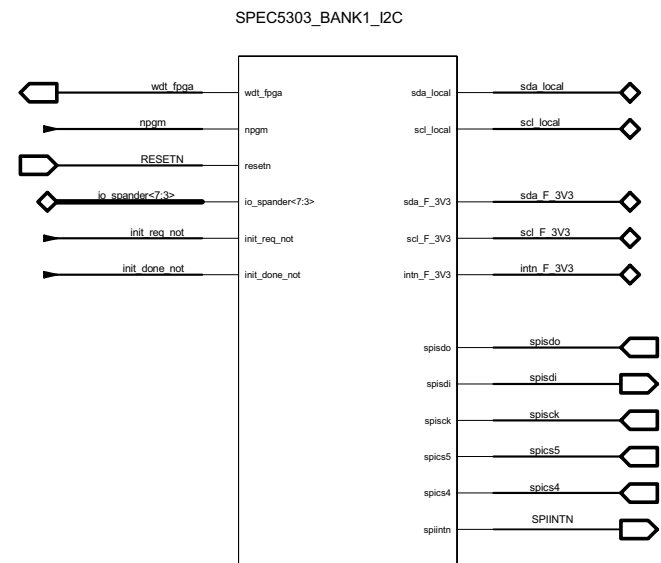 SPEC5303_BANK1_I2C
wdt_fpga wdt_fpga sda_local sda_local
npgm npgm scl_local scl_local
RESETN resetn
io_spander<7:3> io_spander<7:3> sda_F_3V3 sda_F_3V3
init_req_not init_req_not scl_F_3V3 scl_F_3V3
init_done_not init_done_not intn_F_3V3 intn_F_3V3
spisdo spisdo
spisdi spisdi
spisck spisck
spics5 spics5
spics4 spics4
spiintn SPIINTN